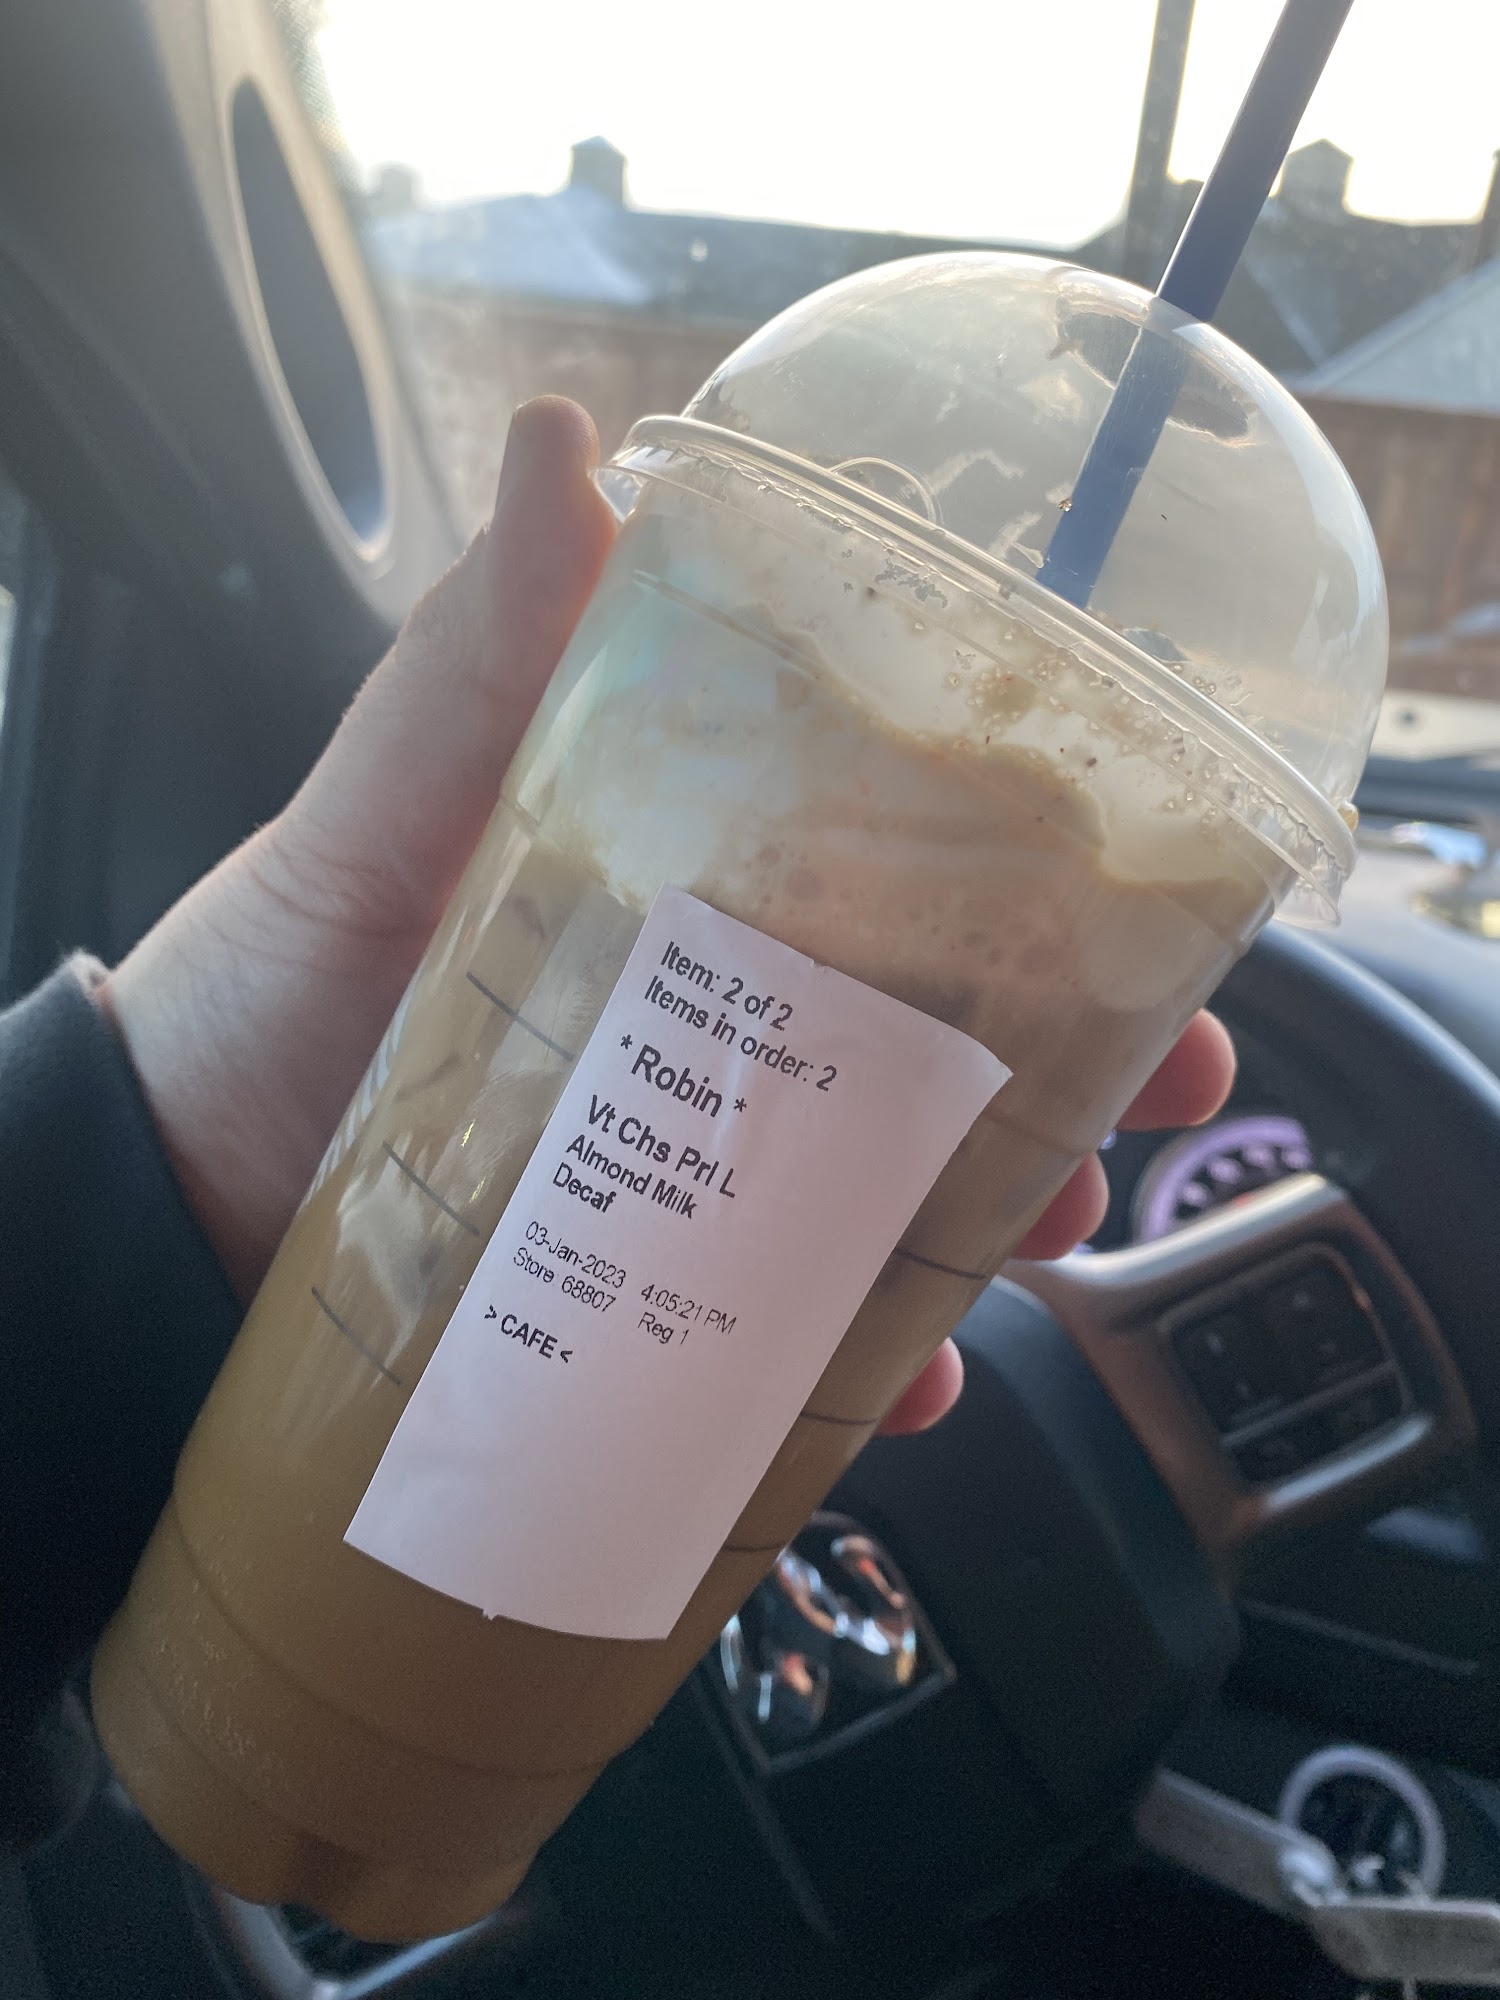 Item: 2 of 2
Items in order: 2
* Robin *
Vt Chs Prl L
Almond Milk
Decaf
03-Jan-2023 4:05:21 PM
Store 68807 Reg 1
> CAFE <